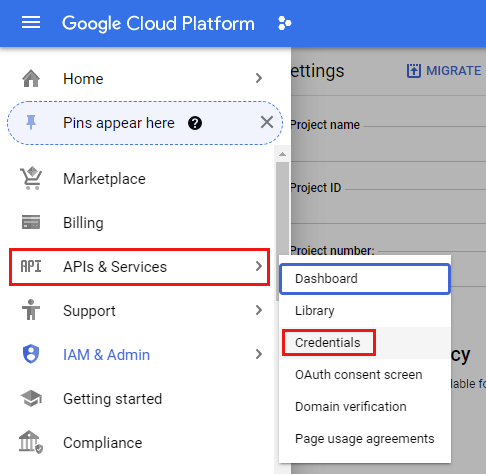 Google Cloud Platform
Home
ettings
MIGRATE
Pins appear here ?
Project name
Marketplace
Project ID
Billing
Project number:
API APIs & Services
Dashboard
Support
Library
Credentials
IAM & Admin
cy
OAuth consent screen
lable fo
Getting started
Domain verification
Compliance
Page usage agreements